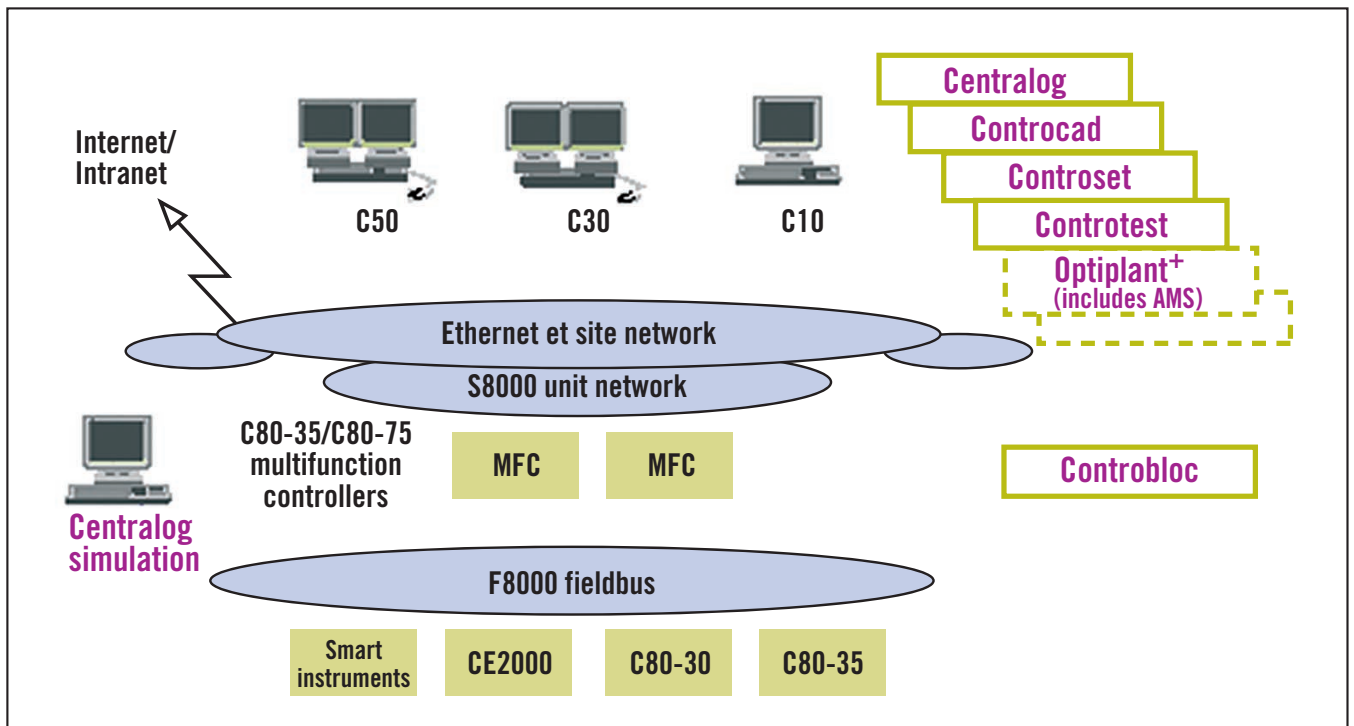 Centralog
Controcad
Controset
Controtest
Optiplant+
(includes AMS)
Internet/
Intranet
C50
C30
C10
Ethernet et site network
S8000 unit network
C80-35/C80-75
multifunction
controllers
MFC
MFC
Controbloc
Centralog
simulation
F8000 fieldbus
Smart
instruments
CE2000
C80-30
C80-35